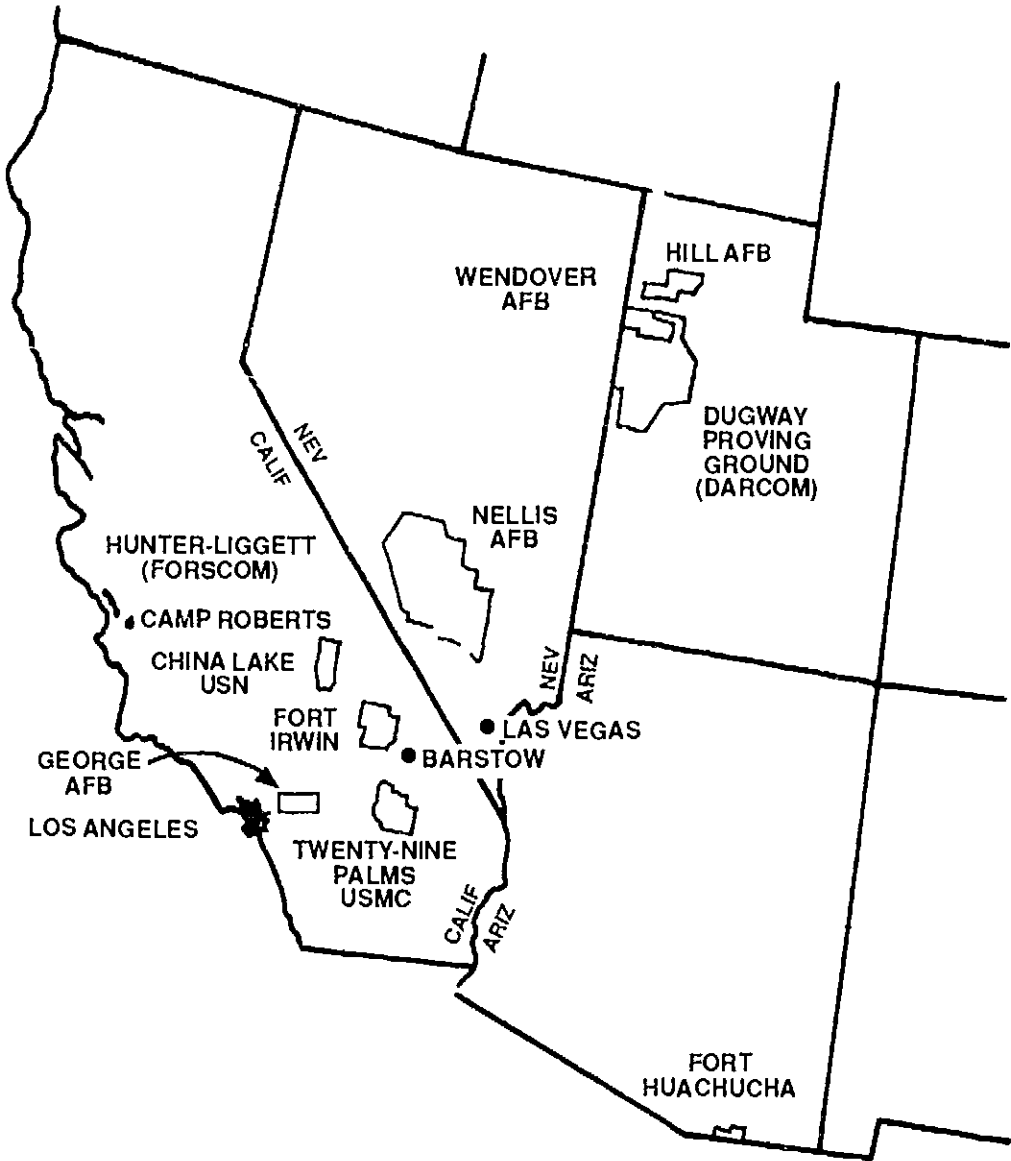 HILL AFB
WENDOVER
AFB
DUGWAY
PROVING
GROUND
(DARCOM)
NEV
CALIF
NELLIS
AFB
HUNTER-LIGGETT
(FORSCOM)
CAMP ROBERTS
CHINA LAKE
USN
NEV
ARIZ
FORT
IRWIN
LAS VEGAS
BARSTOW
GEORGE
AFB
LOS ANGELES
TWENTY-NINE
PALMS
USMC
CALIF
ARIZ
FORT
HUACHUCHA